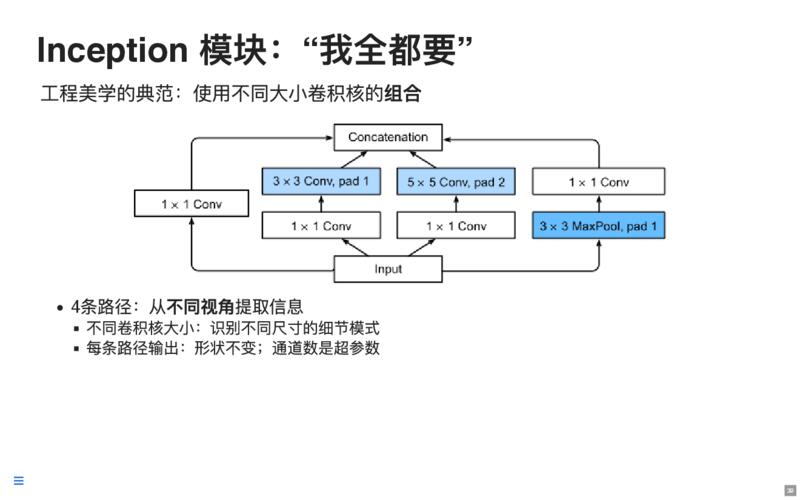 Inception 模块：“我全都要”
工程美学的典范：使用不同大小卷积核的组合
Concatenation
3 × 3 Conv, pad 1
5 × 5 Conv, pad 2
1 × 1 Conv
1 × 1 Conv
1 × 1 Conv
1 × 1 Conv
3 × 3 MaxPool, pad 1
Input
• 4条路径：从不同视角提取信息
▪ 不同卷积核大小：识别不同尺寸的细节模式
▪ 每条路径输出：形状不变；通道数是超参数